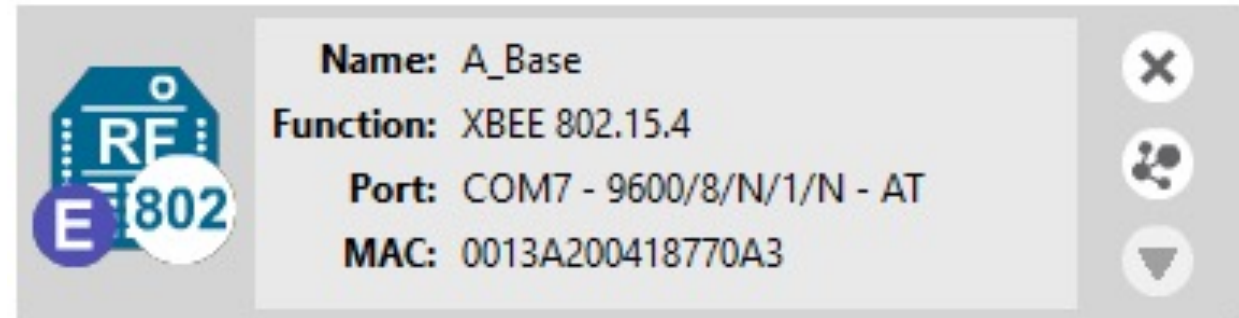 RF
E
802
Name: A_Base
Function: XBEE 802.15.4
Port: COM7 - 9600/8/N/1/N - AT
MAC: 0013A200418770A3